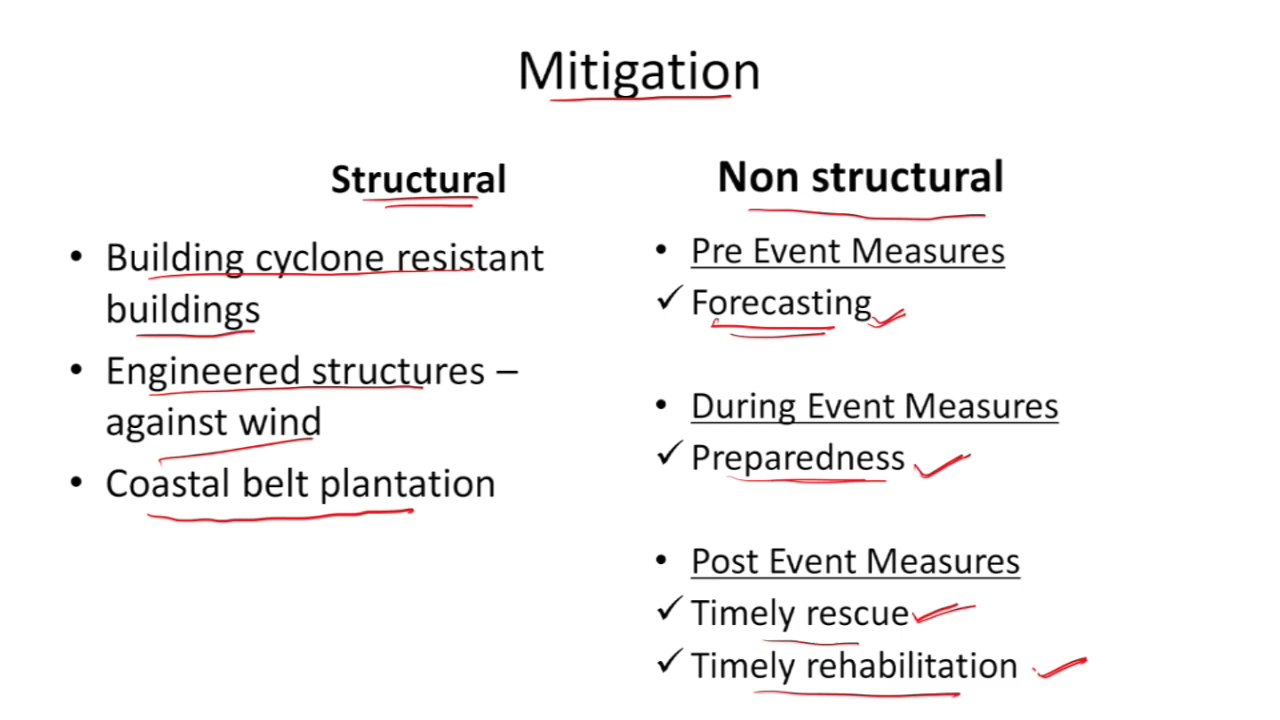 Mitigation
Structural
• Building cyclone resistant
buildings
• Engineered structures –
against wind
• Coastal belt plantation
Non structural
• Pre Event Measures
✓ Forecasting
• During Event Measures
✓ Preparedness
• Post Event Measures
✓ Timely rescue
✓ Timely rehabilitation